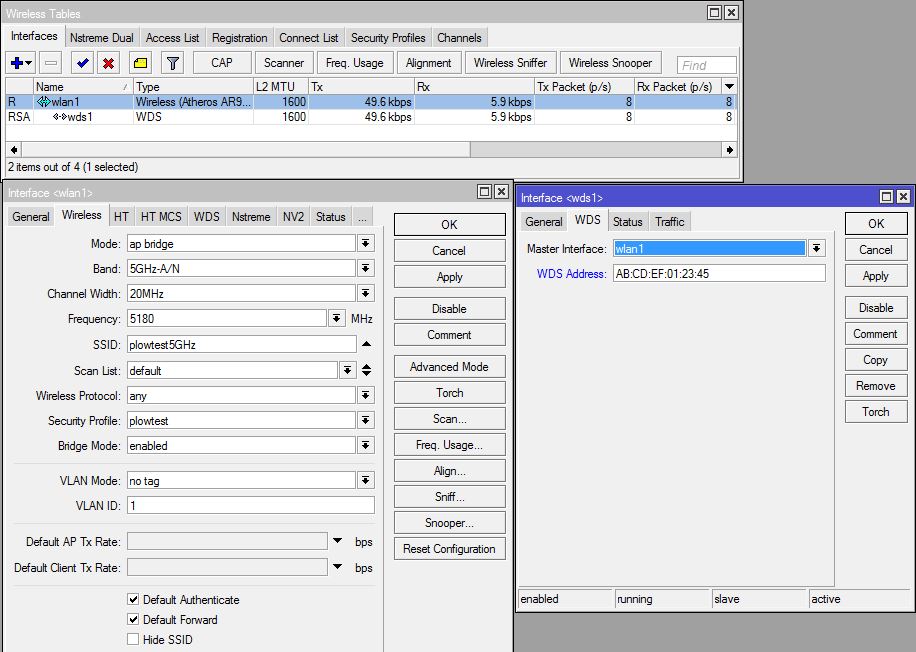 Wireless Tables
Interfaces Nstreme Dual Access List Registration Connect List Security Profiles Channels
CAP Scanner Freq. Usage Alignment Wireless Sniffer Wireless Snooper Find
Name / Type L2 MTU Tx Rx Tx Packet (p/s) Rx Packet (p/s)
R wlan1 Wireless (Atheros AR9... 1600 49.6 kbps 5.9 kbps 8 8
RSA wds1 WDS 1600 49.6 kbps 5.9 kbps 8 8
2 items out of 4 (1 selected)
Interface <wlan1>
General Wireless HT HT MCS WDS Nstreme NV2 Status ...
Mode: ap bridge
Band: 5GHz-A/N
Channel Width: 20MHz
Frequency: 5180 MHz
SSID: plowtest5GHz
Scan List: default
Wireless Protocol: any
Security Profile: plowtest
Bridge Mode: enabled
VLAN Mode: no tag
VLAN ID: 1
Default AP Tx Rate: bps
Default Client Tx Rate: bps
Default Authenticate
Default Forward
Hide SSID
OK
Cancel
Apply
Disable
Comment
Advanced Mode
Torch
Scan...
Freq. Usage...
Align...
Sniff...
Snooper...
Reset Configuration
Interface <wds1>
General WDS Status Traffic
Master Interface: wlan1
WDS Address: AB:CD:EF:01:23:45
OK
Cancel
Apply
Disable
Comment
Copy
Remove
Torch
enabled running slave active